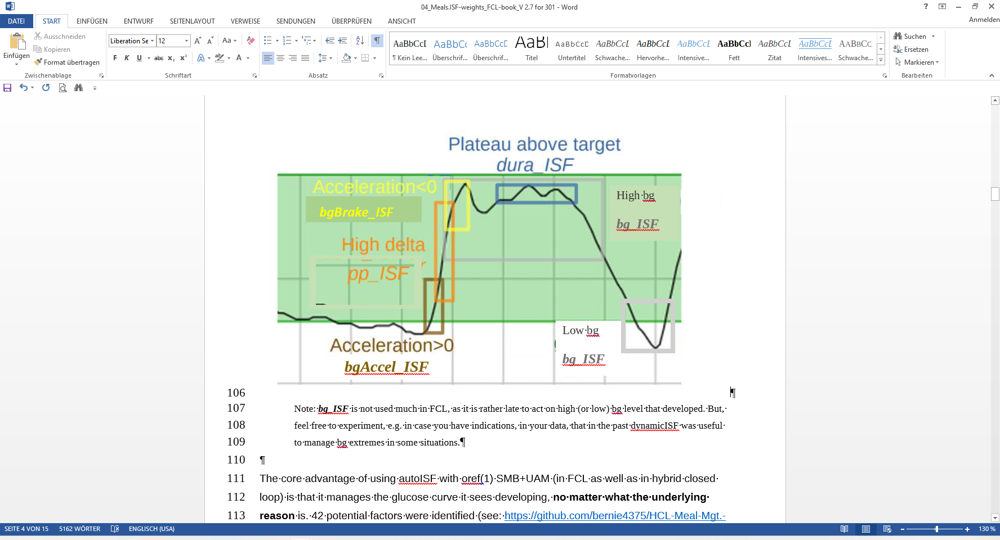 04_Meals.ISF-weights_FCL-book_V 2.7 for 301 - Word
Anmelden
DATEI START EINFÜGEN ENTWURF SEITENLAYOUT VERWEISE SENDUNGEN ÜBERPRÜFEN ANSICHT
Einfügen
Ausschneiden
Kopieren
Format übertragen
Zwischenablage
Liberation Se 12
F K U abc x₂ x²
Schriftart
Absatz
AaBbCcI AaBbCc AaBbCcD AaBl AaBbCcD AaBbCcL AaBbCcL AaBbCcL AaBbCcl AaBbCcL AaBbCcI AABBCC
¶ Kein Lee... Überschrif... Überschrif... Titel Untertitel Schwache... Hervorhe... Intensive... Fett Zitat Intensives... Schwache...
Formatvorlagen
Suchen
Ersetzen
Markieren
Bearbeiten
Plateau above target
dura_ISF
Acceleration<0
bgBrake_ISF
High delta
pp_ISF
High·bg
bg_ISF
Acceleration>0
bgAccel_ISF
Low·bg
bg_ISF
106 ¶
107 Note:·bg_ISF·is·not·used·much·in·FCL,·as·it·is·rather·late·to·act·on·high·(or·low)·bg·level·that·developed.·But,·
108 feel·free·to·experiment,·e.g.·in·case·you·have·indications,·in·your·data,·that·in·the·past·dynamicISF·was·useful·
109 to·manage·bg·extremes·in·some·situations.¶
110 ¶
111 The·core·advantage·of·using·autoISF·with·oref(1)·SMB+UAM·(in·FCL·as·well·as·in·hybrid·closed·
112 loop)·is·that·it·manages·the·glucose·curve·it·sees·developing,·no·matter·what·the·underlying·
113 reason·is.·42·potential·factors·were·identified·(see:·https://github.com/bernie4375/HCL-Meal-Mgt.-
SEITE 4 VON 15 5162 WÖRTER ENGLISCH (USA) 130 %